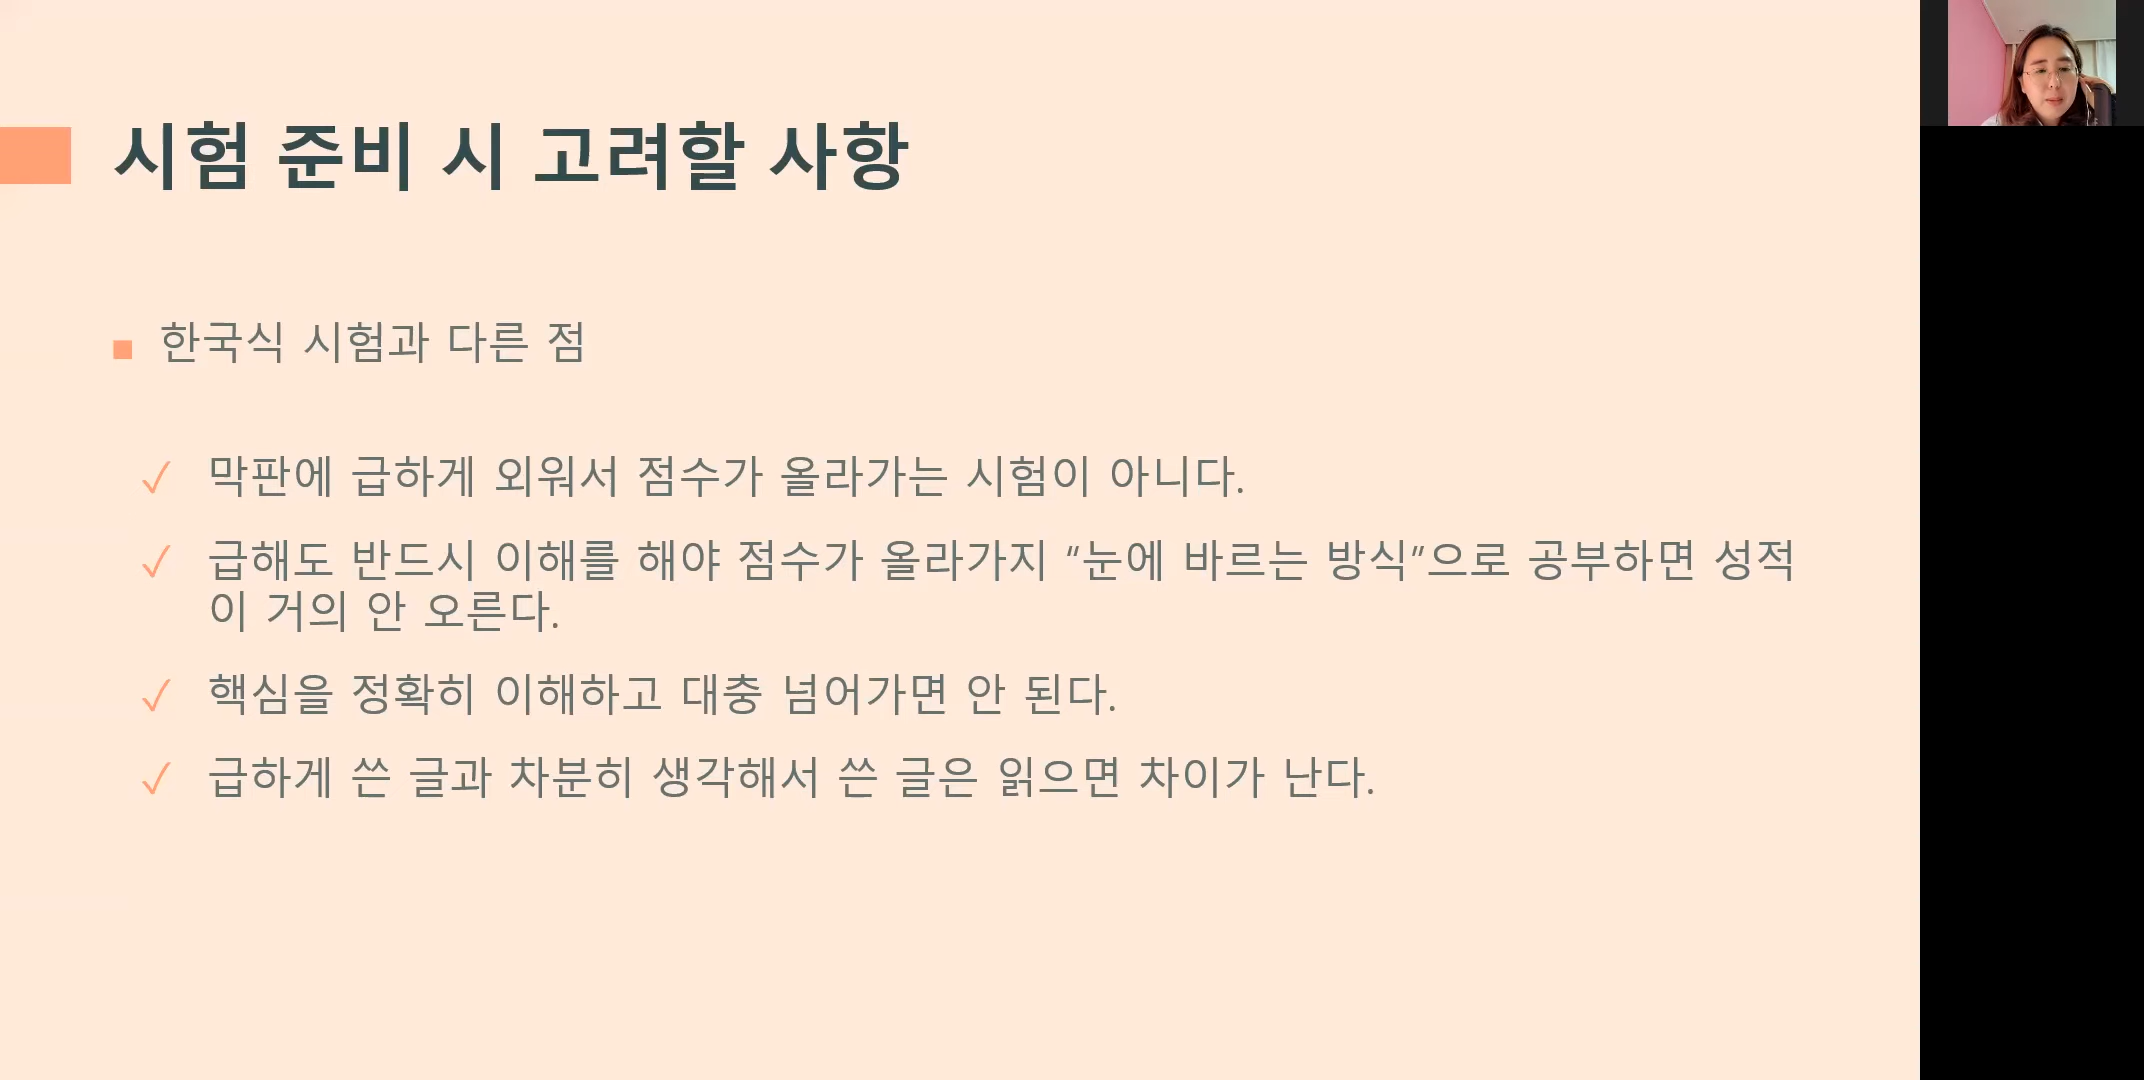 시험 준비 시 고려할 사항
한국식 시험과 다른 점
막판에 급하게 외워서 점수가 올라가는 시험이 아니다.
급해도 반드시 이해를 해야 점수가 올라가지 “눈에 바르는 방식”으로 공부하면 성적
이 거의 안 오른다.
핵심을 정확히 이해하고 대충 넘어가면 안 된다.
급하게 쓴 글과 차분히 생각해서 쓴 글은 읽으면 차이가 난다.